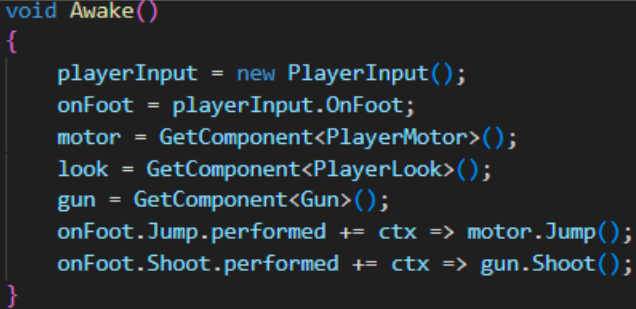 void Awake()
{
playerInput = new PlayerInput();
onFoot = playerInput.OnFoot;
motor = GetComponent<PlayerMotor>();
look = GetComponent<PlayerLook>();
gun = GetComponent<Gun>();
onFoot.Jump.performed += ctx => motor.Jump();
onFoot.Shoot.performed += ctx => gun.Shoot();
}